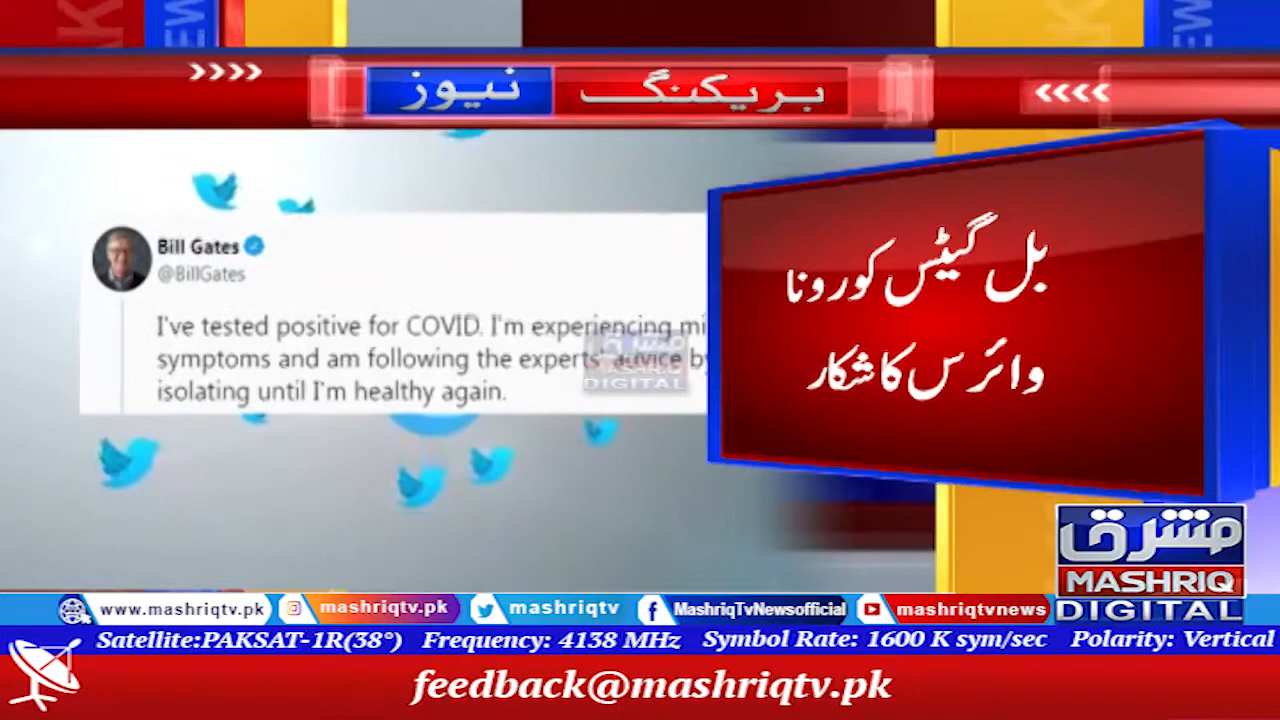 بریکنگ نیوز
Bill Gates
@BillGates
I've tested positive for COVID. I'm experiencing
symptoms and am following the experts' advice by
isolating until I'm healthy again.
بل گیٹس کورونا
وائرس کا شکار
مشرق
MASHRIQ
DIGITAL
مشرق
MASHRIQ
DIGITAL
www.mashriqtv.pk mashriqtv.pk mashriqtv MashriqTvNewsofficial mashriqtvnews
Satellite:PAKSAT-1R(38°) Frequency: 4138 MHz Symbol Rate: 1600 K sym/sec Polarity: Vertical
feedback@mashriqtv.pk